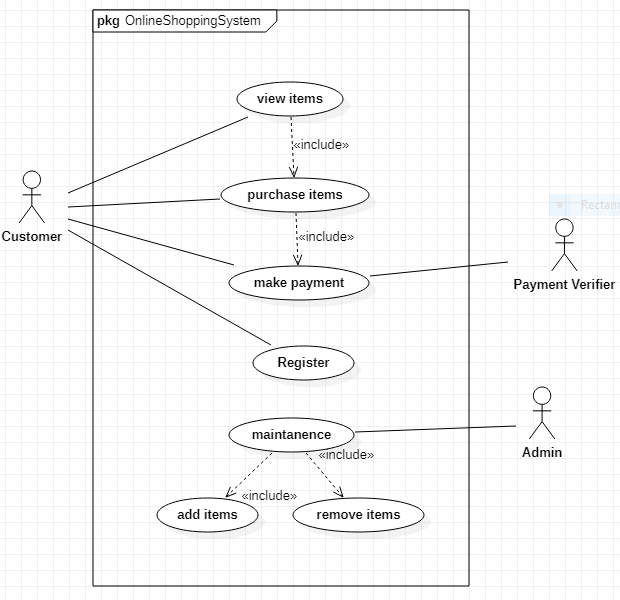 pkg OnlineShoppingSystem
view items
«include»
purchase items
Rectan
Customer
«include»
make payment
Payment Verifier
Register
maintanence
«include»
Admin
«include»
add items
remove items